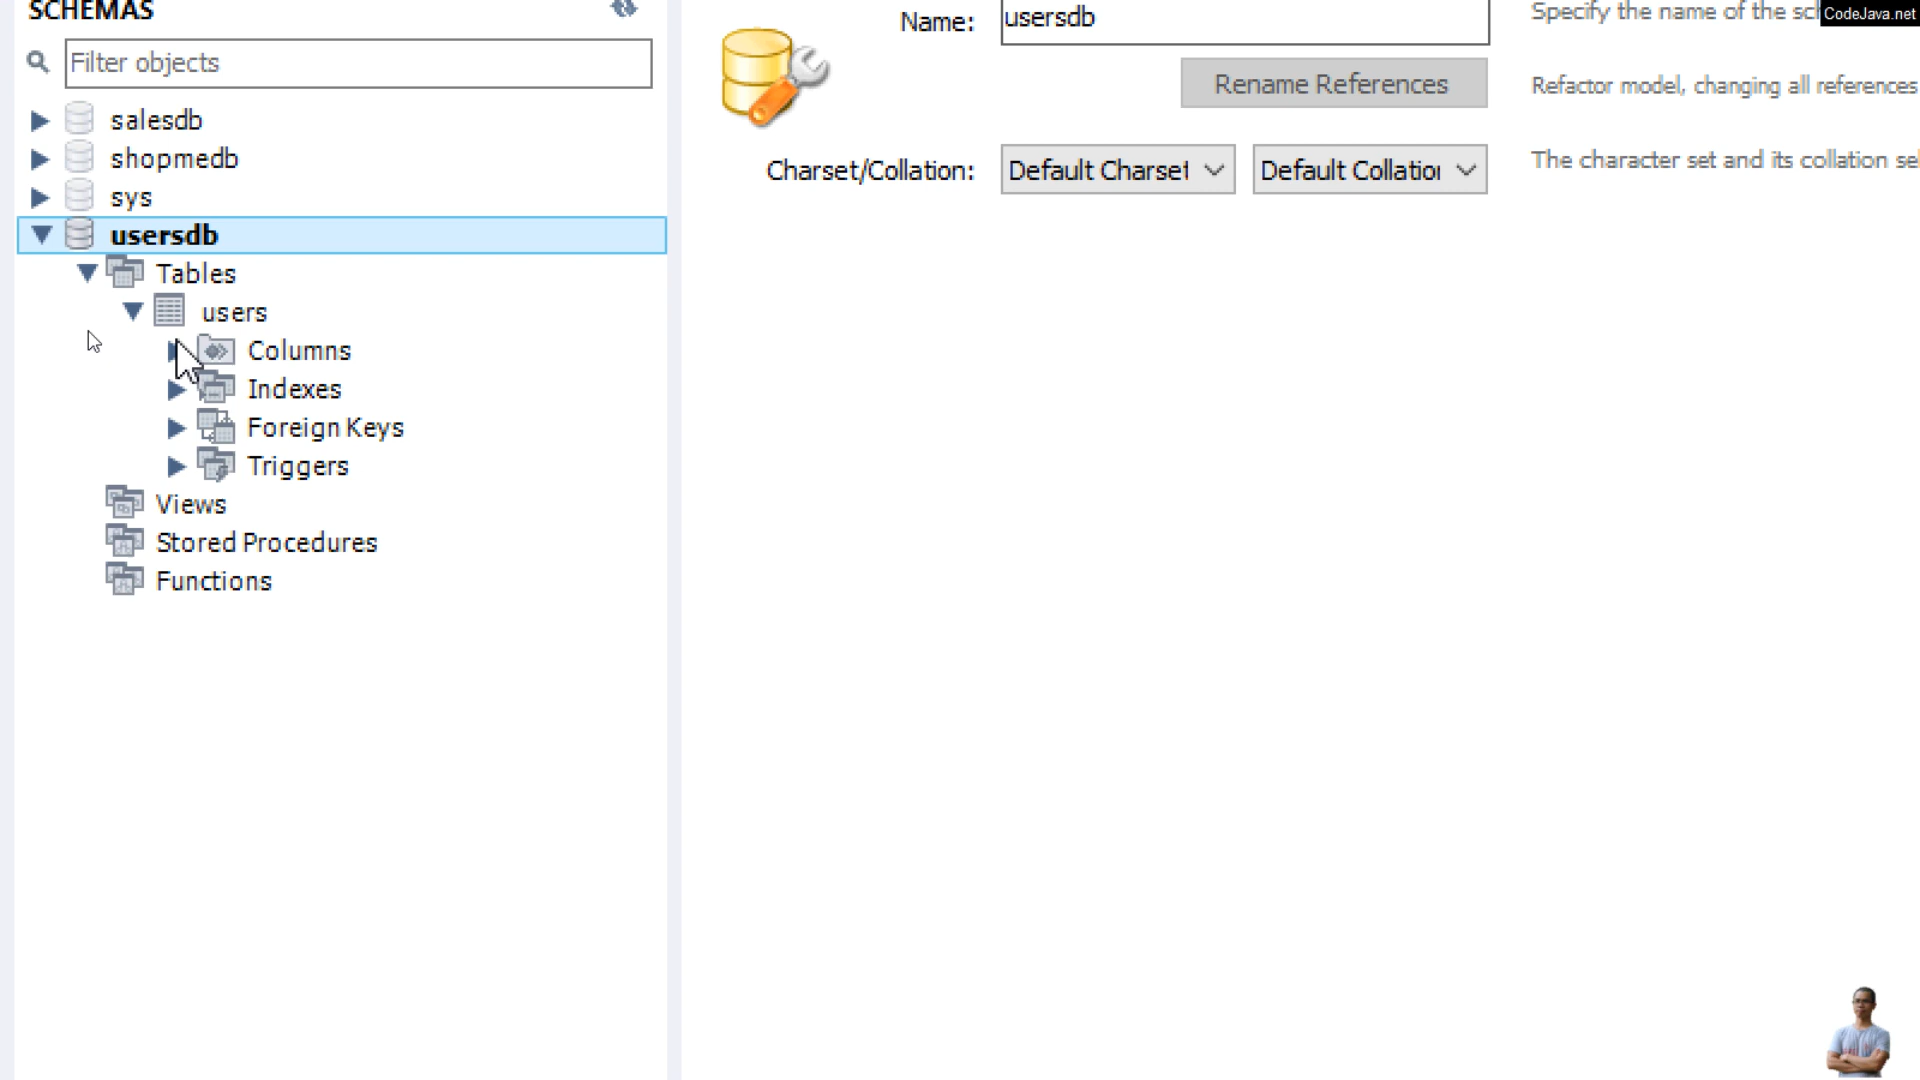 SCHEMAS
Filter objects
salesdb
shopmedb
sys
usersdb
Tables
users
Columns
Indexes
Foreign Keys
Triggers
Views
Stored Procedures
Functions
Name:
usersdb
Specify the name of the sc
CodeJava.net
Rename References
Refactor model, changing all references
Charset/Collation:
Default Charset
Default Collation
The character set and its collation se